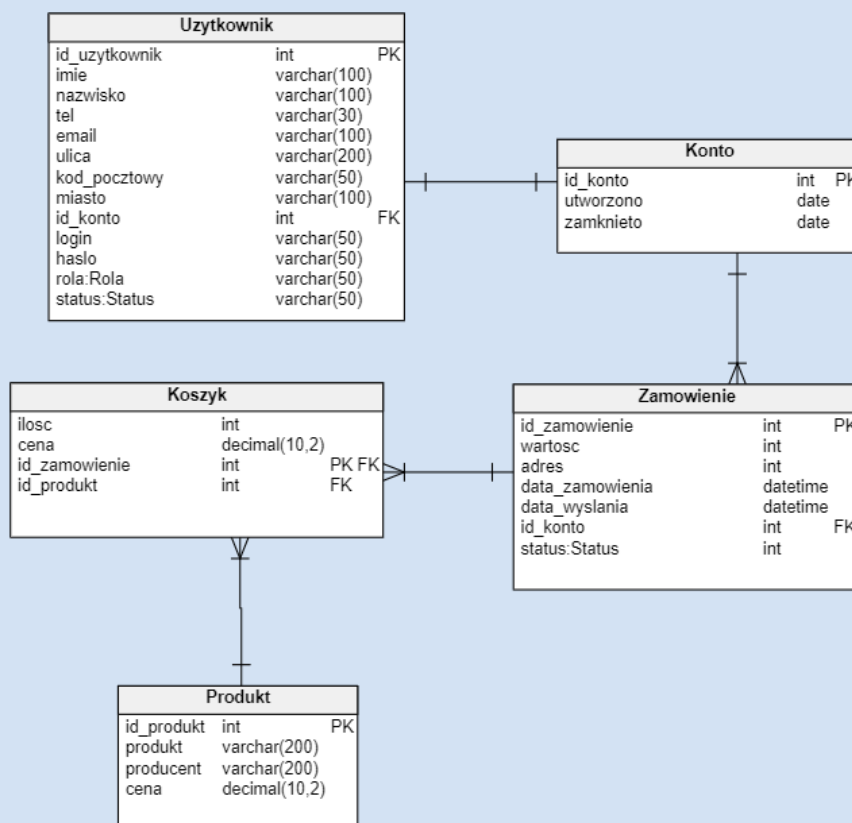 Uzytkownik
id_uzytkownik int PK
imie varchar(100)
nazwisko varchar(100)
tel varchar(30)
email varchar(100)
ulica varchar(200)
kod_pocztowy varchar(50)
miasto varchar(100)
id_konto int FK
login varchar(50)
haslo varchar(50)
rola:Rola varchar(50)
status:Status varchar(50)
Konto
id_konto int PK
utworzono date
zamknieto date
Koszyk
ilosc int
cena decimal(10,2)
id_zamowienie int PK FK
id_produkt int FK
Zamowienie
id_zamowienie int PK
wartosc int
adres int
data_zamowienia datetime
data_wyslania datetime
id_konto int FK
status:Status int
Produkt
id_produkt int PK
produkt varchar(200)
producent varchar(200)
cena decimal(10,2)